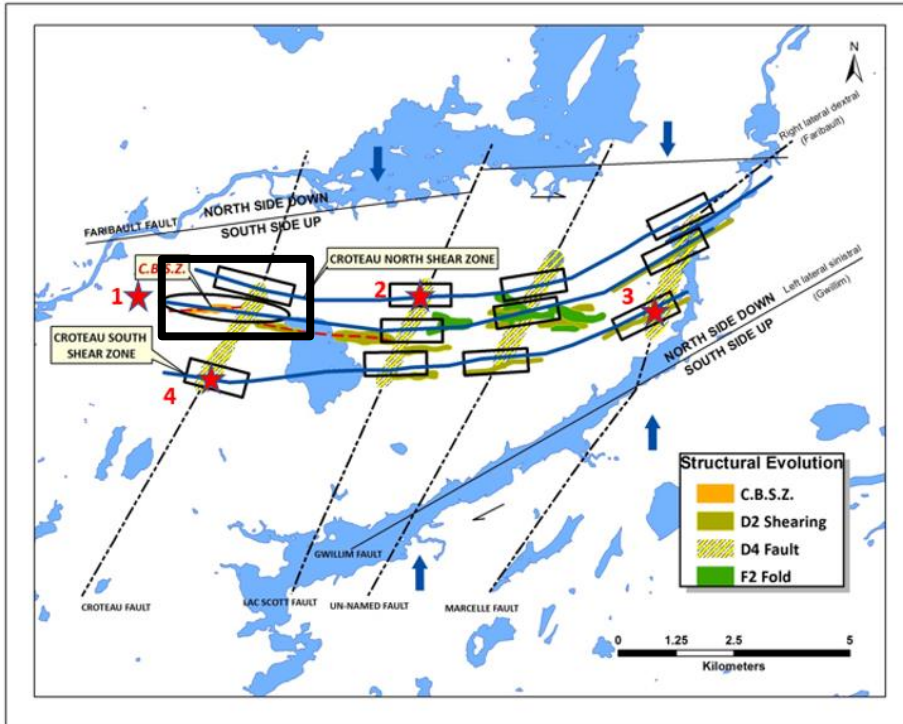 N
Right lateral dextral
(Faribault)
FARIBAULT FAULT
NORTH SIDE DOWN
SOUTH SIDE UP
C.B.S.Z.
CROTEAU NORTH SHEAR ZONE
1
2
3
Left lateral sinistral
(Gwillim)
NORTH SIDE DOWN
SOUTH SIDE UP
CROTEAU SOUTH
SHEAR ZONE
4
Structural Evolution
C.B.S.Z.
D2 Shearing
D4 Fault
F2 Fold
GWILLIM FAULT
CROTEAU FAULT
LAC SCOTT FAULT
UN-NAMED FAULT
MARCELLE FAULT
0 1.25 2.5 5
Kilometers